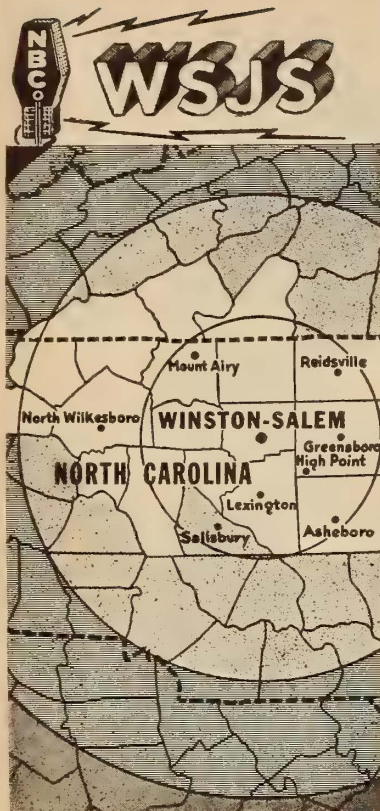 NBC
WSJS
Mount Airy
Reidsville
North Wilkesboro
WINSTON-SALEM
Greensboro
High Point
NORTH CAROLINA
Lexington
Salisbury
Asheboro